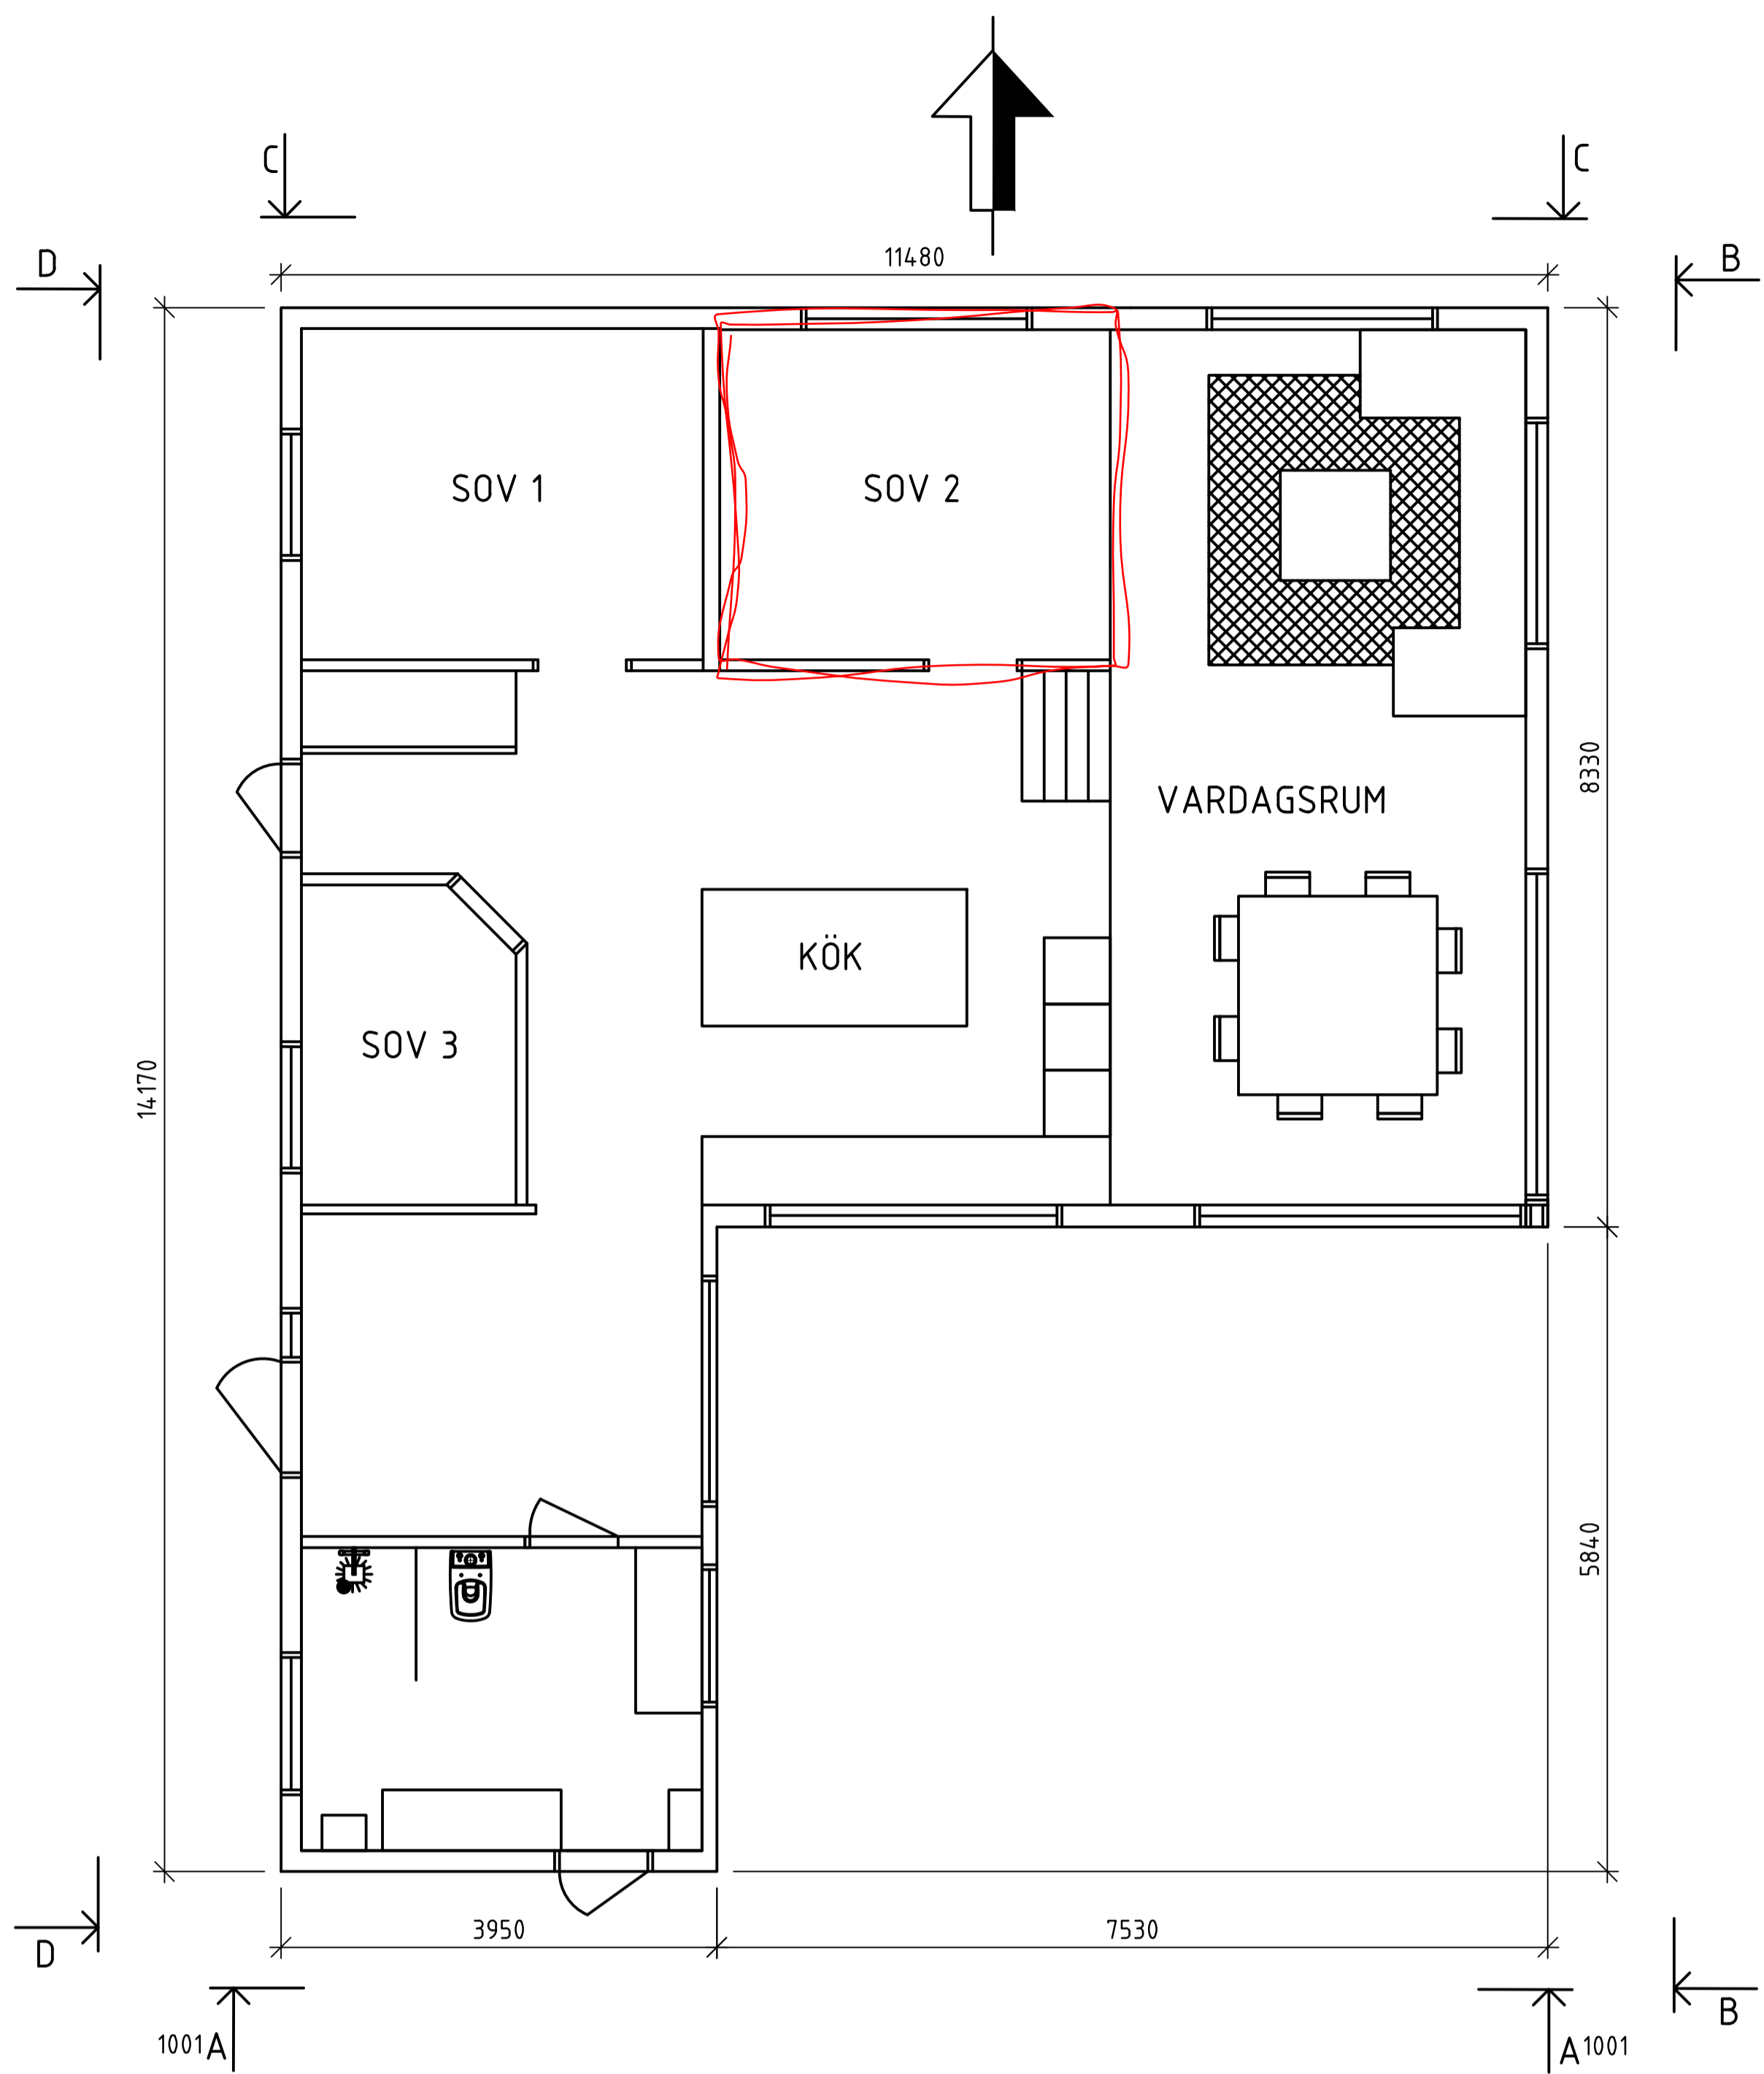 C
C
D
B
11480
SOV 1
SOV 2
8330
VARDAGSRUM
KÖK
SOV 3
14170
5840
3950
7530
D
B
1001 A
A 1001